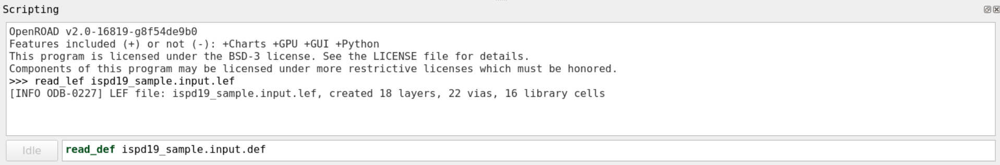 Scripting
OpenROAD v2.0-16819-g8f54de9b0
Features included (+) or not (-): +Charts +GPU +GUI +Python
This program is licensed under the BSD-3 license. See the LICENSE file for details.
Components of this program may be licensed under more restrictive licenses which must be honored.
>>> read_lef ispd19_sample.input.lef
[INFO ODB-0227] LEF file: ispd19_sample.input.lef, created 18 layers, 22 vias, 16 library cells
Idle read_def ispd19_sample.input.def